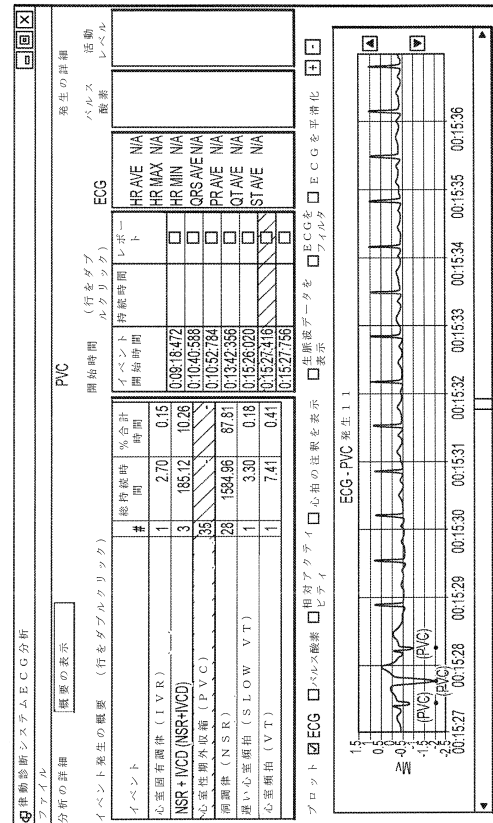 律動診断システムECG分析
ファイル
分析の詳細 概要の表示 PVC 発生の詳細
イベント発生の概要 (行をダブルクリック)
開始時間 (行をダブルクリック)
ECG パルス酸素 活動レベル
イベント # 総持続時間 %合計時間
心室固有調律 (IVR) 1 2.70 0.15
NSR + IVCD (NSR+IVCD) 3 185.12 10.26
心室性期外収縮 (PVC) 35 -
洞調律 (NSR) 28 1584.96 87.81
遅い心室頻拍 (SLOW VT) 1 3.30 0.18
心室頻拍 (VT) 1 7.41 0.41
イベント開始時間 持続時間 レポート
0:09:18:472
0:10:40:588
0:10:52:784
0:13:42:356
0:15:26:020
0:15:27:416
0:15:27:756
HR AVE N/A
HR MAX N/A
HR MIN N/A
QRS AVE N/A
PR AVE N/A
QT AVE N/A
ST AVE N/A
プロット ECG パルス酸素 相対アクティビティ 心拍の注釈を表示 生脈波データを表示 ECGをフィルタ ECGを平滑化 + -
ECG - PVC 発生11
Mv
1.5
1.0
0.5
0.0
-0.5
-1.0
-1.5
-2.0
-2.5
(PVC)
(PVC)
(PVC)
00:15:27 00:15:28 00:15:29 00:15:30 00:15:31 00:15:32 00:15:33 00:15:34 00:15:35 00:15:36